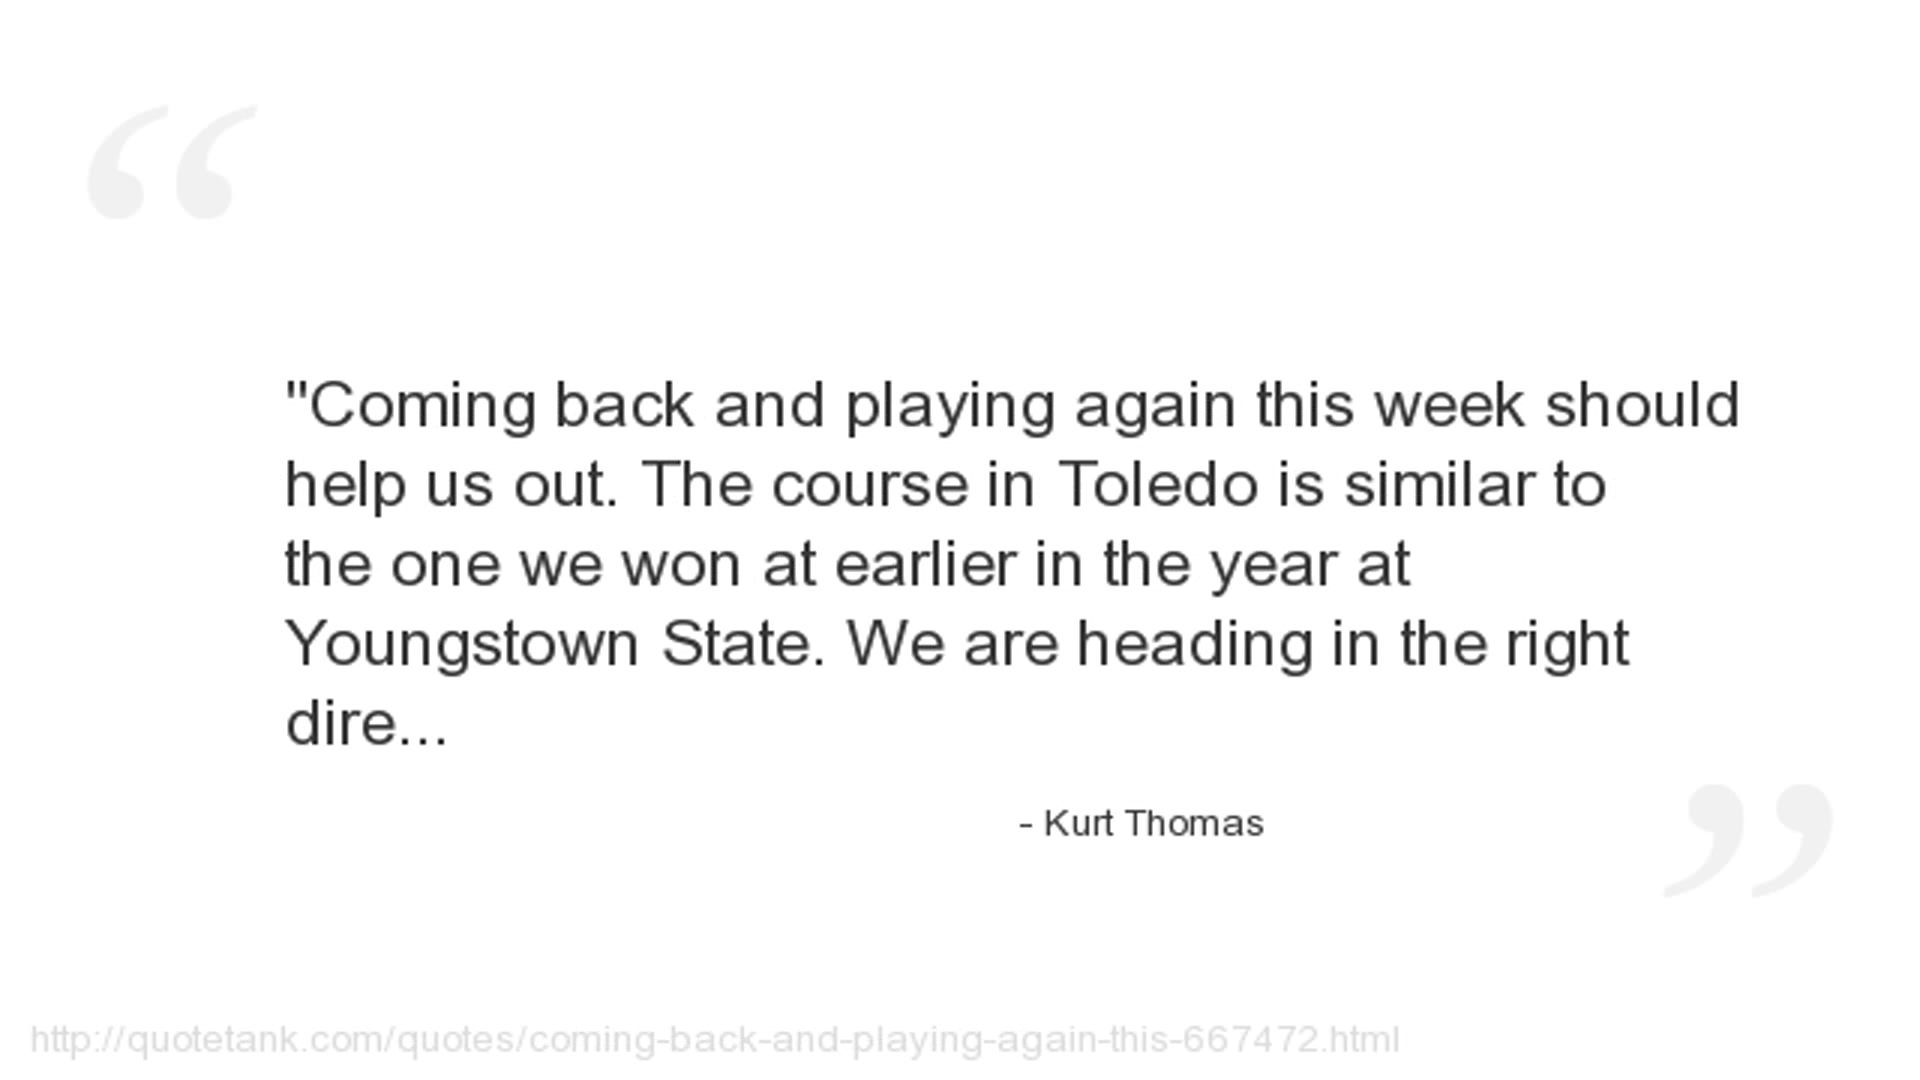 "Coming back and playing again this week should
help us out. The course in Toledo is similar to
the one we won at earlier in the year at
Youngstown State. We are heading in the right
dire...
- Kurt Thomas
http://quotetank.com/quotes/coming-back-and-playing-again-this-667472.html